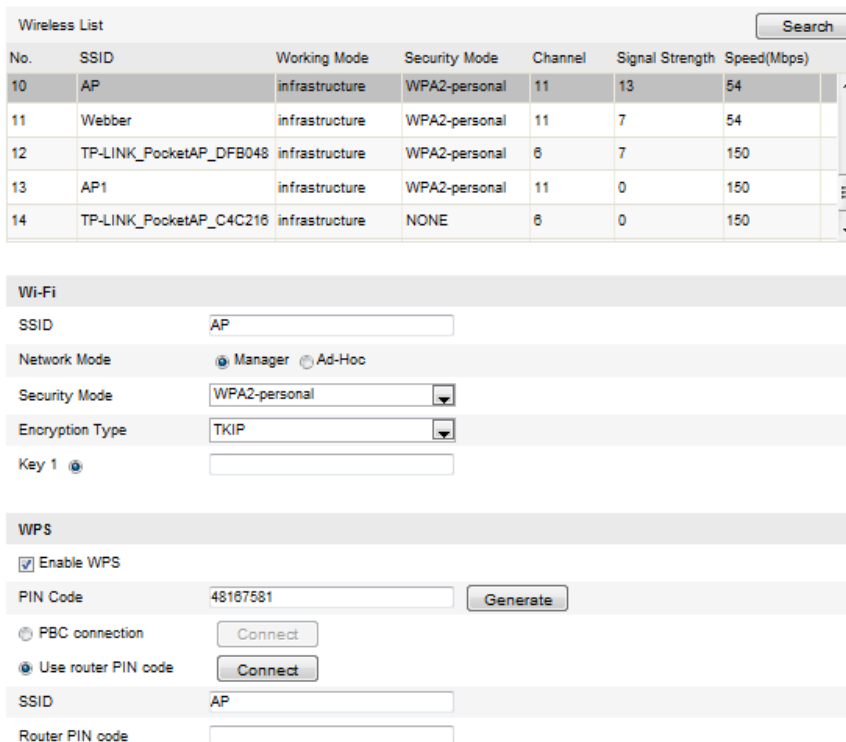 Wireless List Search
No. SSID Working Mode Security Mode Channel Signal Strength Speed(Mbps)
10 AP infrastructure WPA2-personal 11 13 54
11 Webber infrastructure WPA2-personal 11 7 54
12 TP-LINK_PocketAP_DFB048 infrastructure WPA2-personal 6 7 150
13 AP1 infrastructure WPA2-personal 11 0 150
14 TP-LINK_PocketAP_C4C216 infrastructure NONE 6 0 150
Wi-Fi
SSID AP
Network Mode Manager Ad-Hoc
Security Mode WPA2-personal
Encryption Type TKIP
Key 1
WPS
Enable WPS
PIN Code 48167581 Generate
PBC connection Connect
Use router PIN code Connect
SSID AP
Router PIN code